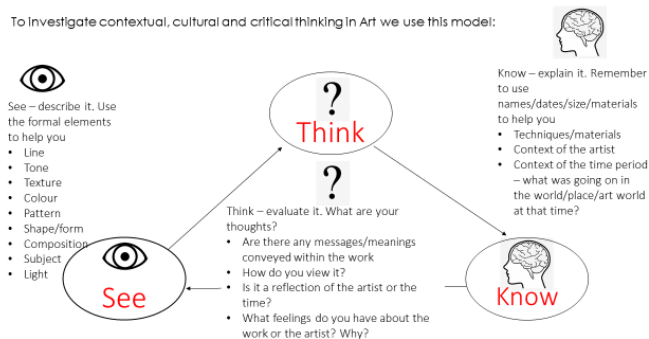 To investigate contextual, cultural and critical thinking in Art we use this model:
See – describe it. Use
the formal elements
to help you
• Line
• Tone
• Texture
• Colour
• Pattern
• Shape/form
• Composition
• Subject
• Light
?
Think
?
Think – evaluate it. What are your
thoughts?
• Are there any messages/meanings
conveyed within the work
• How do you view it?
• Is it a reflection of the artist or the
time?
• What feelings do you have about the
work or the artist? Why?
Know – explain it. Remember
to use
names/dates/size/materials
to help you
• Techniques/materials
• Context of the artist
• Context of the time period
– what was going on in
the world/place/art world
at that time?
See
Know